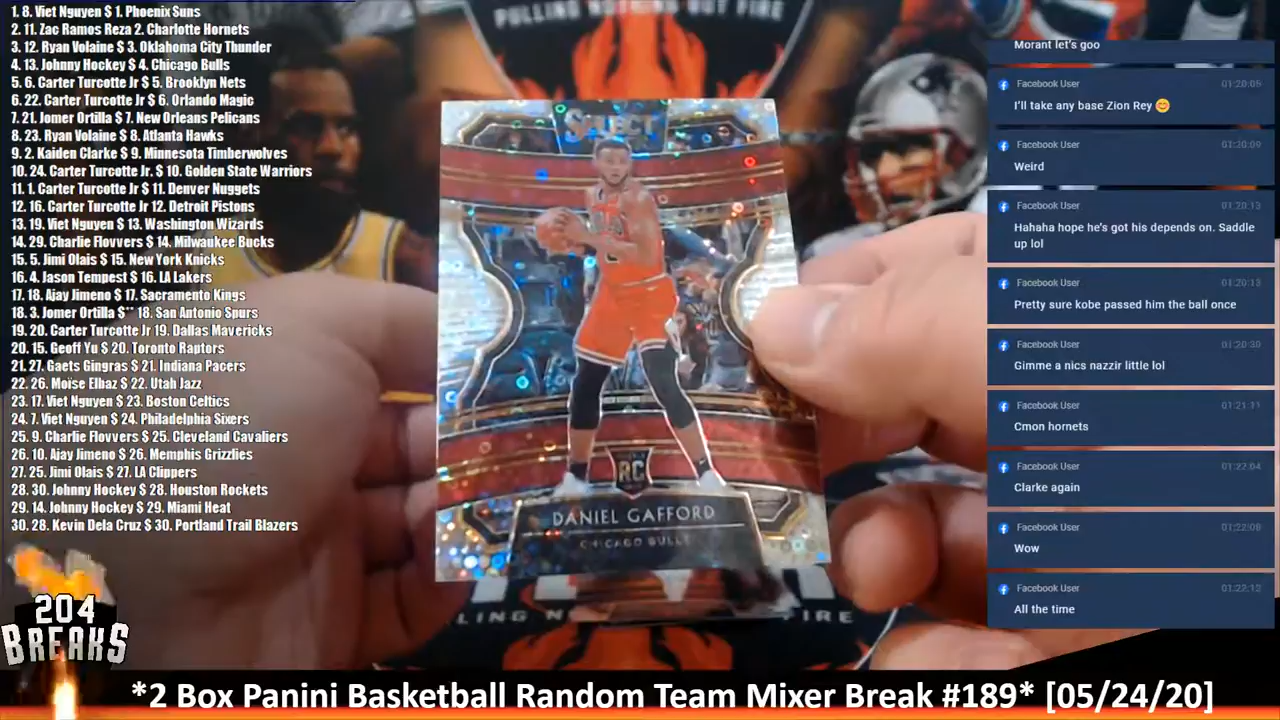 1. 8. Viet Nguyen $ 1. Phoenix Suns
2. 11. Zac Ramos Reza 2. Charlotte Hornets
3. 12. Ryan Volaine $ 3. Oklahoma City Thunder
4. 13. Johnny Hockey $ 4. Chicago Bulls
5. 6. Carter Turcotte Jr $ 5. Brooklyn Nets
6. 22. Carter Turcotte Jr $ 6. Orlando Magic
7. 21. Jomer Ortilla $ 7. New Orleans Pelicans
8. 23. Ryan Volaine $ 8. Atlanta Hawks
9. 2. Kaiden Clarke $ 9. Minnesota Timberwolves
10. 24. Carter Turcotte Jr. $ 10. Golden State Warriors
11. 1. Carter Turcotte Jr $ 11. Denver Nuggets
12. 16. Carter Turcotte Jr 12. Detroit Pistons
13. 19. Viet Nguyen $ 13. Washington Wizards
14. 29. Charlie Flovvers $ 14. Milwaukee Bucks
15. 5. Jimi Olais $ 15. New York Knicks
16. 4. Jason Tempest $ 16. LA Lakers
17. 18. Ajay Jimeno $ 17. Sacramento Kings
18. 3. Jomer Ortilla $** 18. San Antonio Spurs
19. 20. Carter Turcotte Jr 19. Dallas Mavericks
20. 15. Geoff Yu $ 20. Toronto Raptors
21. 27. Gaets Gingras $ 21. Indiana Pacers
22. 26. Moise Elhaz $ 22. Utah Jazz
23. 17. Viet Nguyen $ 23. Boston Celtics
24. 7. Viet Nguyen $ 24. Philadelphia Sixers
25. 9. Charlie Flovvers $ 25. Cleveland Cavaliers
26. 10. Ajay Jimeno $ 26. Memphis Grizzlies
27. 25. Jimi Olais $ 27. LA Clippers
28. 30. Johnny Hockey $ 28. Houston Rockets
29. 14. Johnny Hockey $ 29. Miami Heat
30. 28. Kevin Dela Cruz $ 30. Portland Trail Blazers
204
BREAKS
PULLING NOTHING BUT FIRE
SELECT
RC
DANIEL GAFFORD
CHICAGO BULLS
LING N
FIRE
Morant let's goo
Facebook User 01:20:05
I'll take any base Zion Rey 😊
Facebook User 01:20:09
Weird
Facebook User 01:20:13
Hahaha hope he's got his depends on. Saddle
up lol
Facebook User 01:20:13
Pretty sure kobe passed him the ball once
Facebook User 01:20:30
Gimme a nics nazzir little lol
Facebook User 01:21:11
Cmon hornets
Facebook User 01:22:04
Clarke again
Facebook User 01:22:08
Wow
Facebook User 01:22:12
All the time
*2 Box Panini Basketball Random Team Mixer Break #189* [05/24/20]